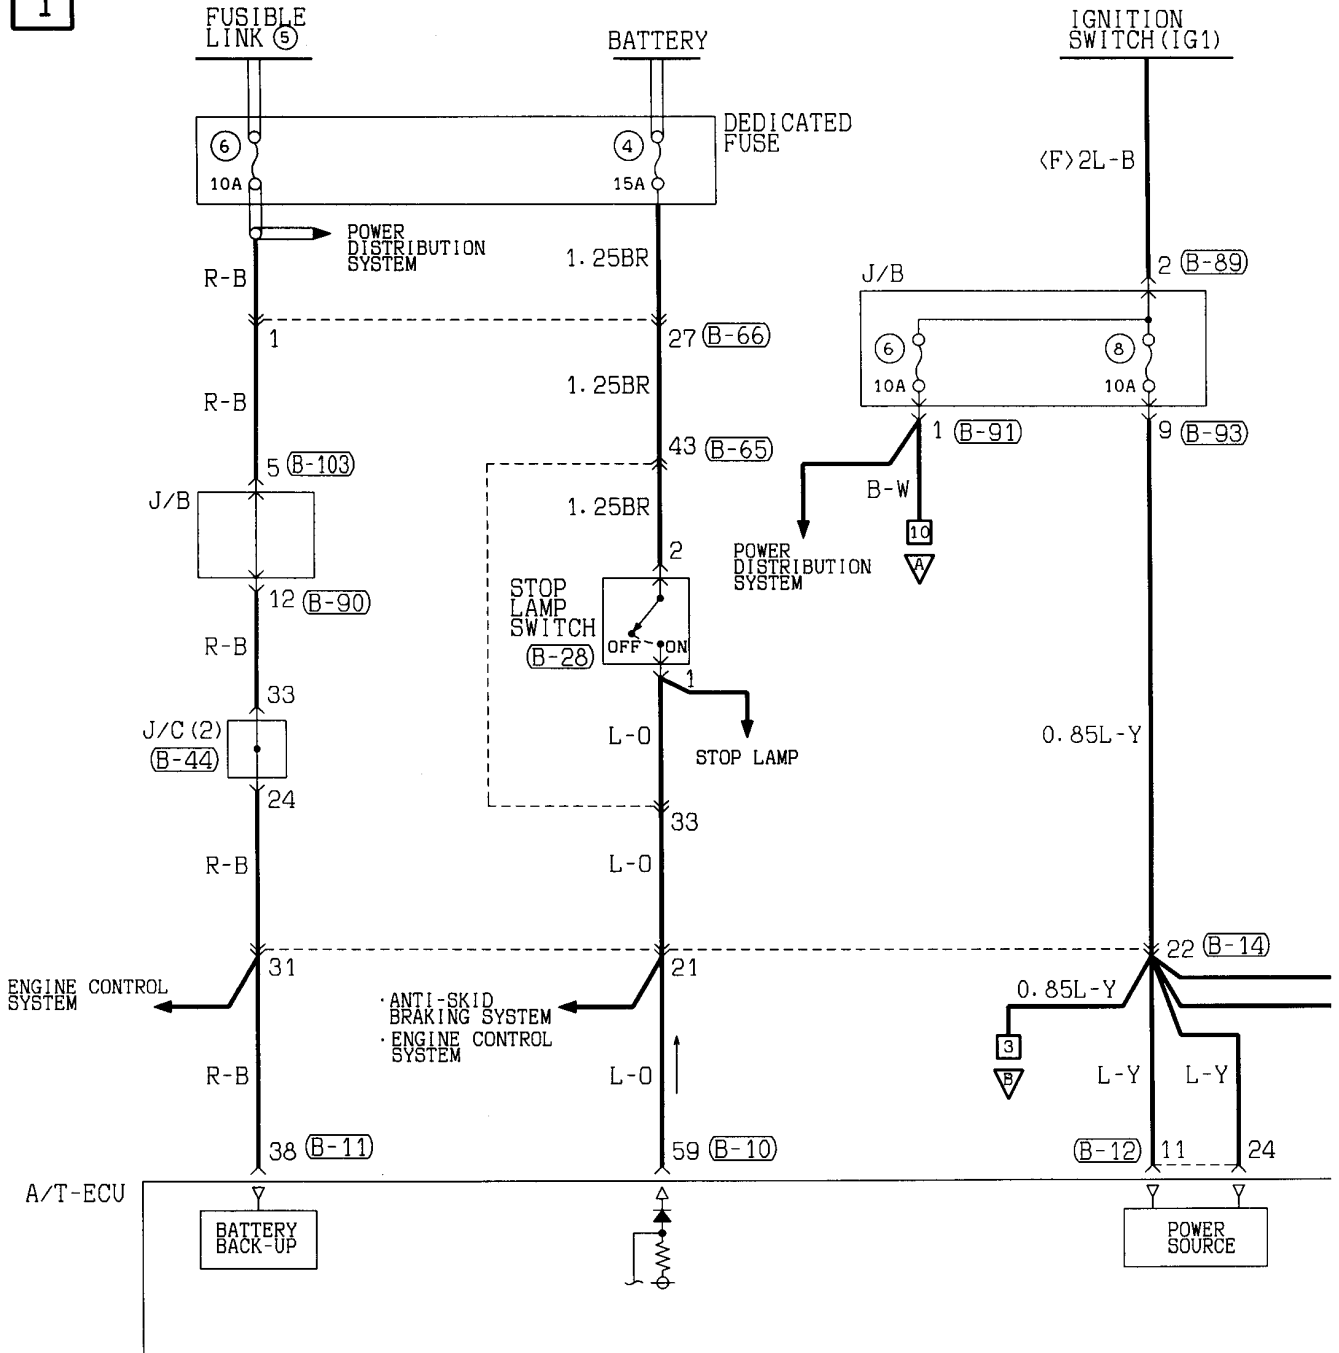 1
FUSIBLE
LINK ⑤
BATTERY
IGNITION
SWITCH(IG1)
DEDICATED
FUSE
⑥
10A
④
15A
<F>2L-B
POWER
DISTRIBUTION
SYSTEM
R-B
1.25BR
2 (B-89)
J/B
1
27 (B-66)
⑥
10A
⑧
10A
R-B
1.25BR
1 (B-91)
9 (B-93)
43 (B-65)
5 (B-103)
J/B
1.25BR
B-W
10
A
POWER
DISTRIBUTION
SYSTEM
2
STOP
LAMP
SWITCH
(B-28)
OFF
ON
12 (B-90)
R-B
1
33
J/C(2)
(B-44)
L-O
STOP LAMP
0.85L-Y
24
33
R-B
L-O
31
21
22 (B-14)
ENGINE CONTROL
SYSTEM
·ANTI-SKID
BRAKING SYSTEM
·ENGINE CONTROL
SYSTEM
0.85L-Y
3
B
R-B
L-O
L-Y
L-Y
38 (B-11)
59 (B-10)
(B-12) 11
24
A/T-ECU
BATTERY
BACK-UP
POWER
SOURCE